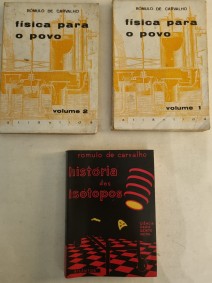 RÓMULO DE CARVALHO
física para
o povo
volume 2
RÓMULO DE CARVALHO
física para
o povo
volume 1
romulo de carvalho
história
dos
isótopos